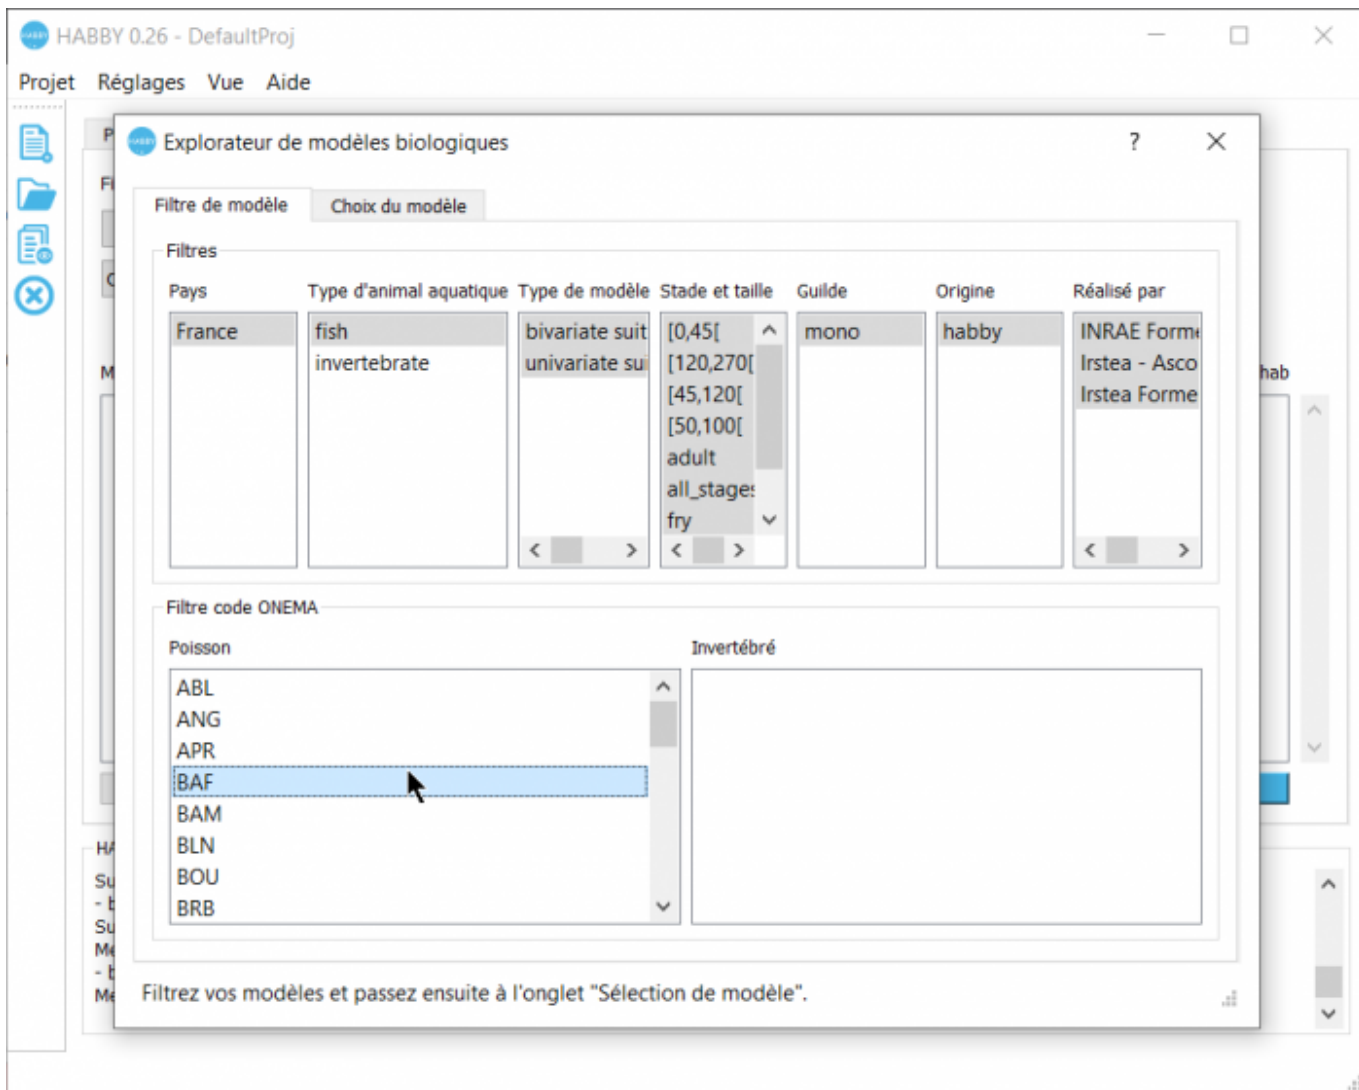 HABBY 0.26 - DefaultProj
Projet Réglages Vue Aide
Explorateur de modèles biologiques ?
Filtre de modèle Choix du modèle
Filtres
Pays Type d'animal aquatique Type de modèle Stade et taille Guilde Origine Réalisé par
France fish bivariate suit [0,45[ mono habby INRAE Forme
invertebrate univariate sui [120,270[ Irstea - Asco
[45,120[ Irstea Forme
[50,100[
adult
all_stages
fry
hab
Filtre code ONEMA
Poisson Invertébré
ABL
ANG
APR
BAF
BAM
BLN
BOU
BRB
Su
Su
Me
Me
Filtrez vos modèles et passez ensuite à l'onglet "Sélection de modèle".